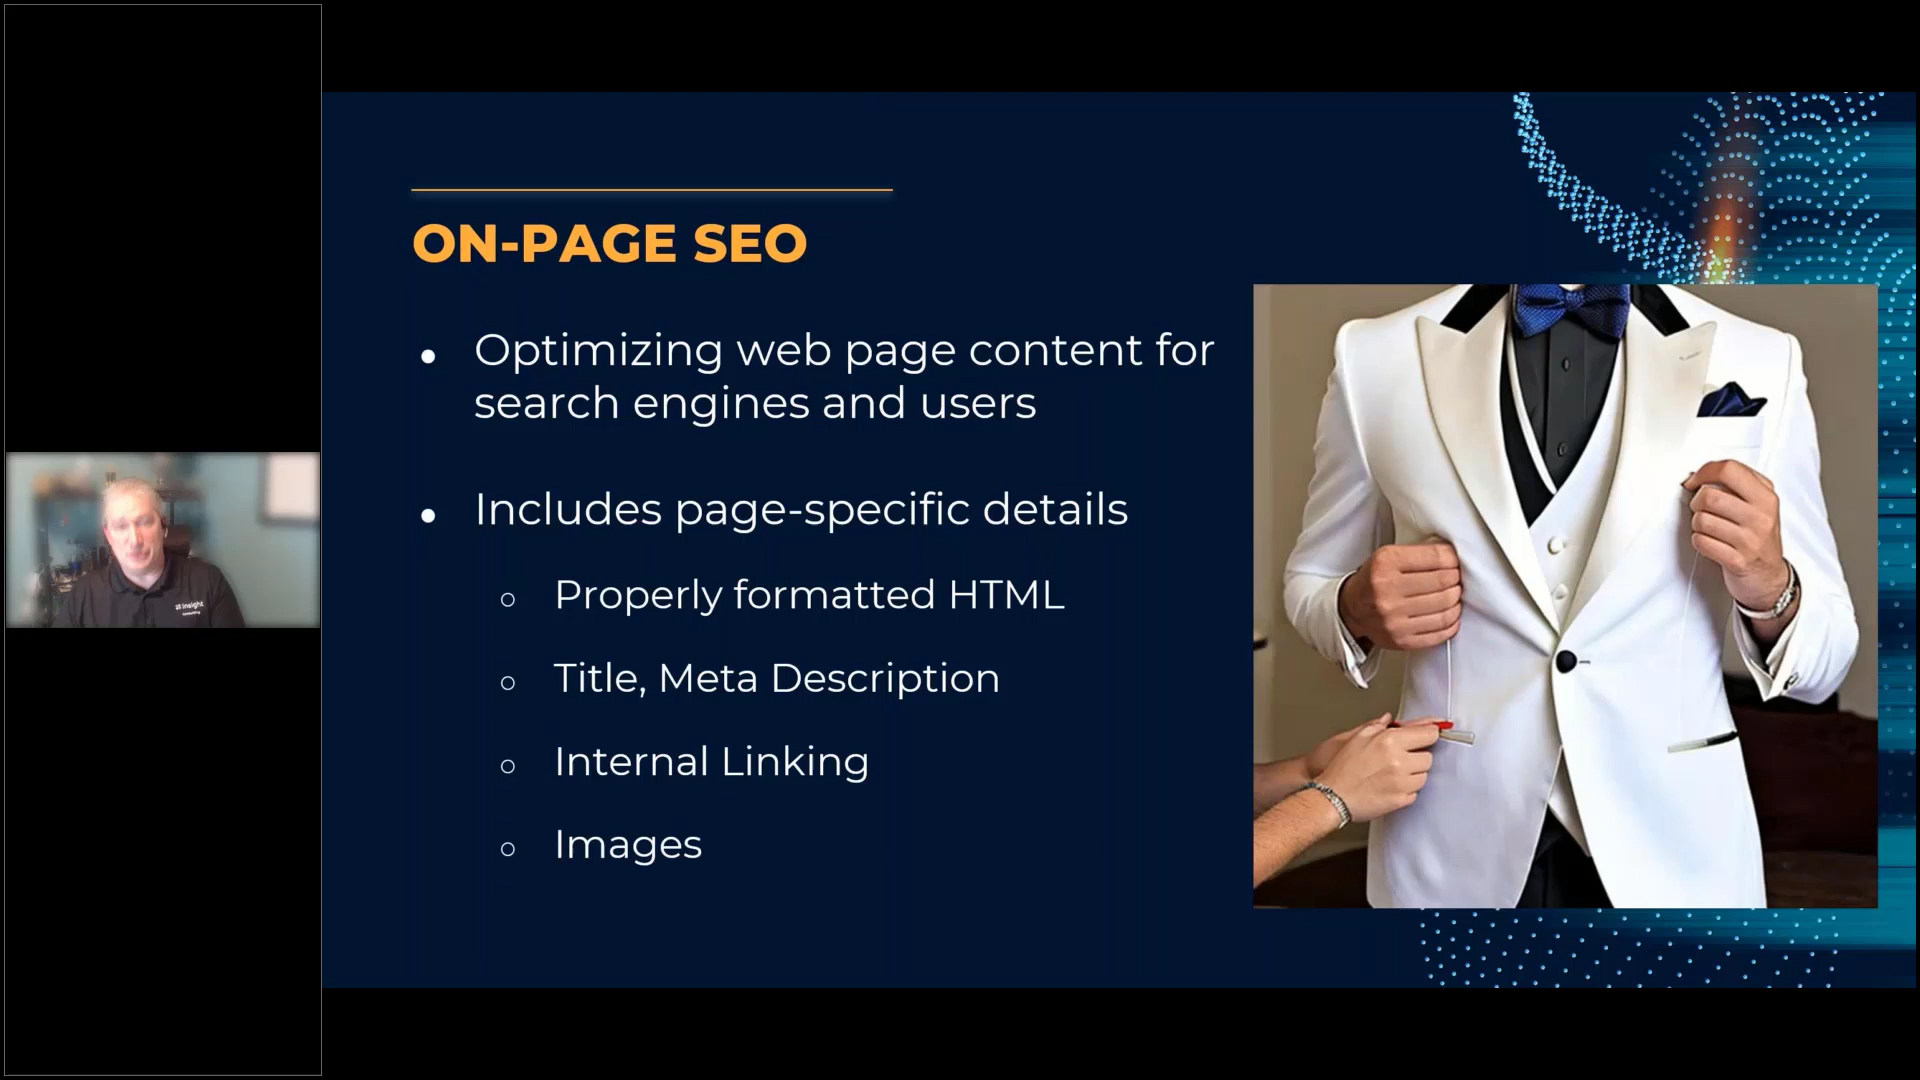 ON-PAGE SEO
● Optimizing web page content for
search engines and users
● Includes page-specific details
○ Properly formatted HTML
○ Title, Meta Description
○ Internal Linking
○ Images
insight